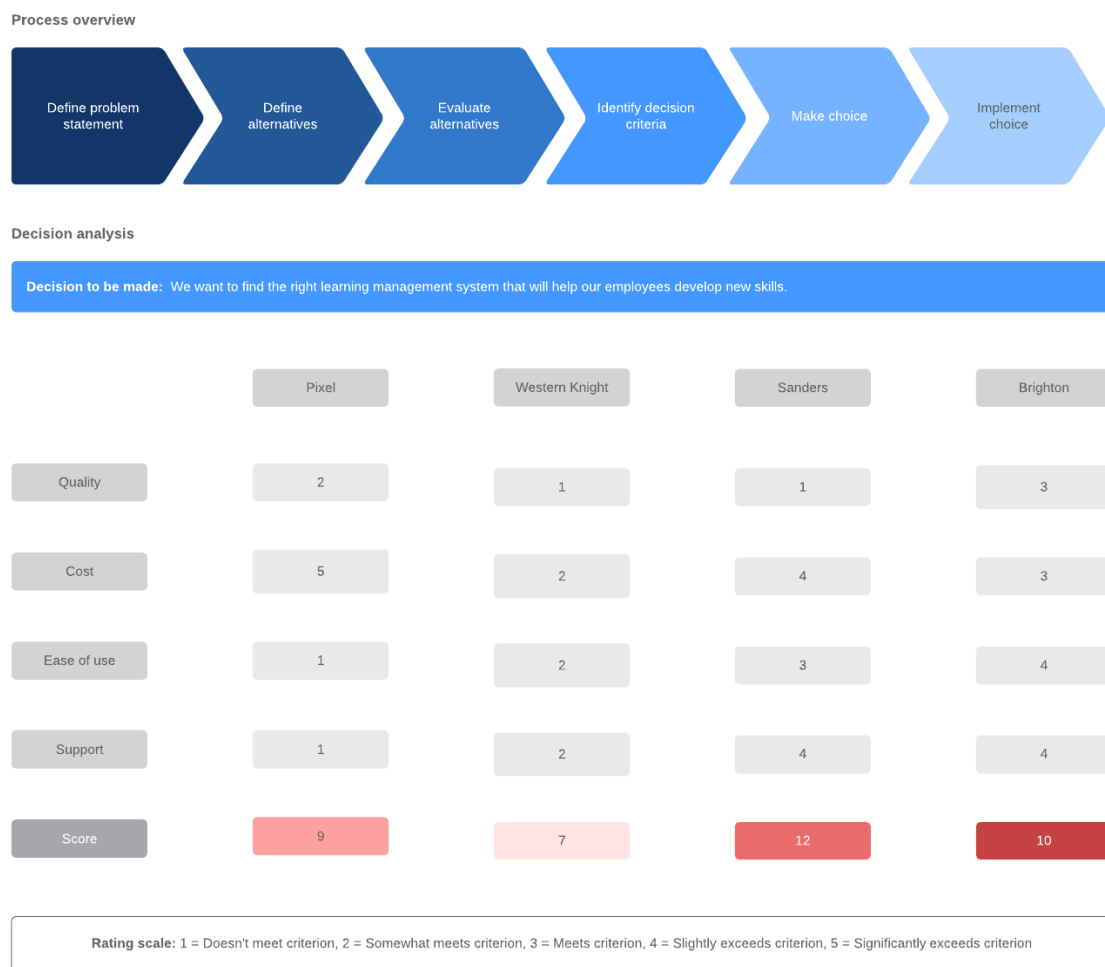 Process overview
Define problem
statement
Define
alternatives
Evaluate
alternatives
Identify decision
criteria
Make choice
Implement
choice
Decision analysis
Decision to be made: We want to find the right learning management system that will help our employees develop new skills.
Pixel Western Knight Sanders Brighton
Quality 2 1 1 3
Cost 5 2 4 3
Ease of use 1 2 3 4
Support 1 2 4 4
Score 9 7 12 10
Rating scale: 1 = Doesn't meet criterion, 2 = Somewhat meets criterion, 3 = Meets criterion, 4 = Slightly exceeds criterion, 5 = Significantly exceeds criterion